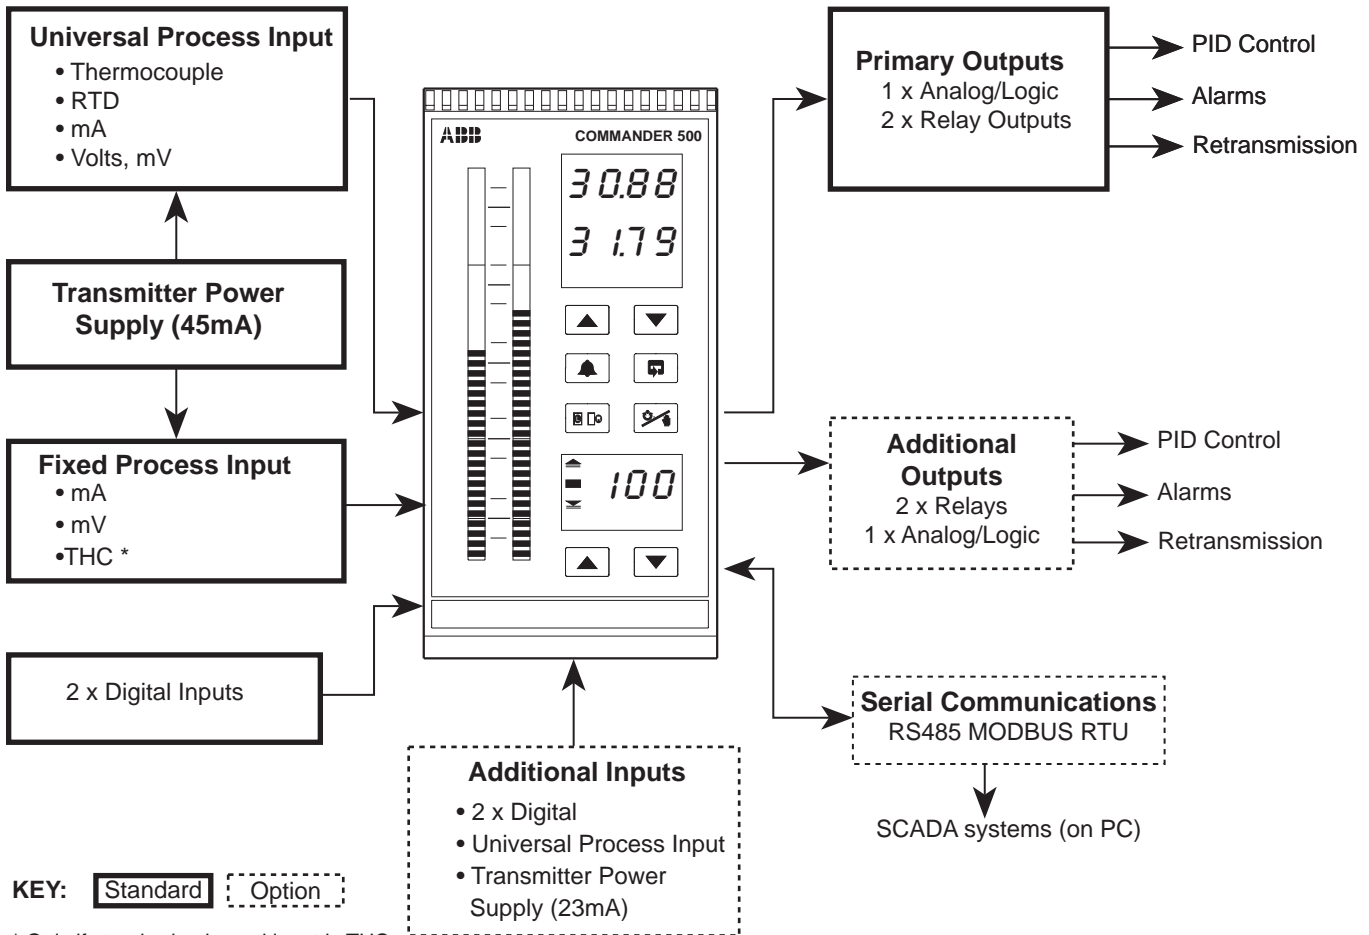 Universal Process Input
• Thermocouple
• RTD
• mA
• Volts, mV
Transmitter Power
Supply (45mA)
Fixed Process Input
• mA
• mV
•THC *
2 x Digital Inputs
ABB
COMMANDER 500
30.88
31.79
100
Primary Outputs
1 x Analog/Logic
2 x Relay Outputs
PID Control
Alarms
Retransmission
Additional
Outputs
2 x Relays
1 x Analog/Logic
PID Control
Alarms
Retransmission
Serial Communications
RS485 MODBUS RTU
SCADA systems (on PC)
Additional Inputs
• 2 x Digital
• Universal Process Input
• Transmitter Power
Supply (23mA)
KEY:
Standard
Option